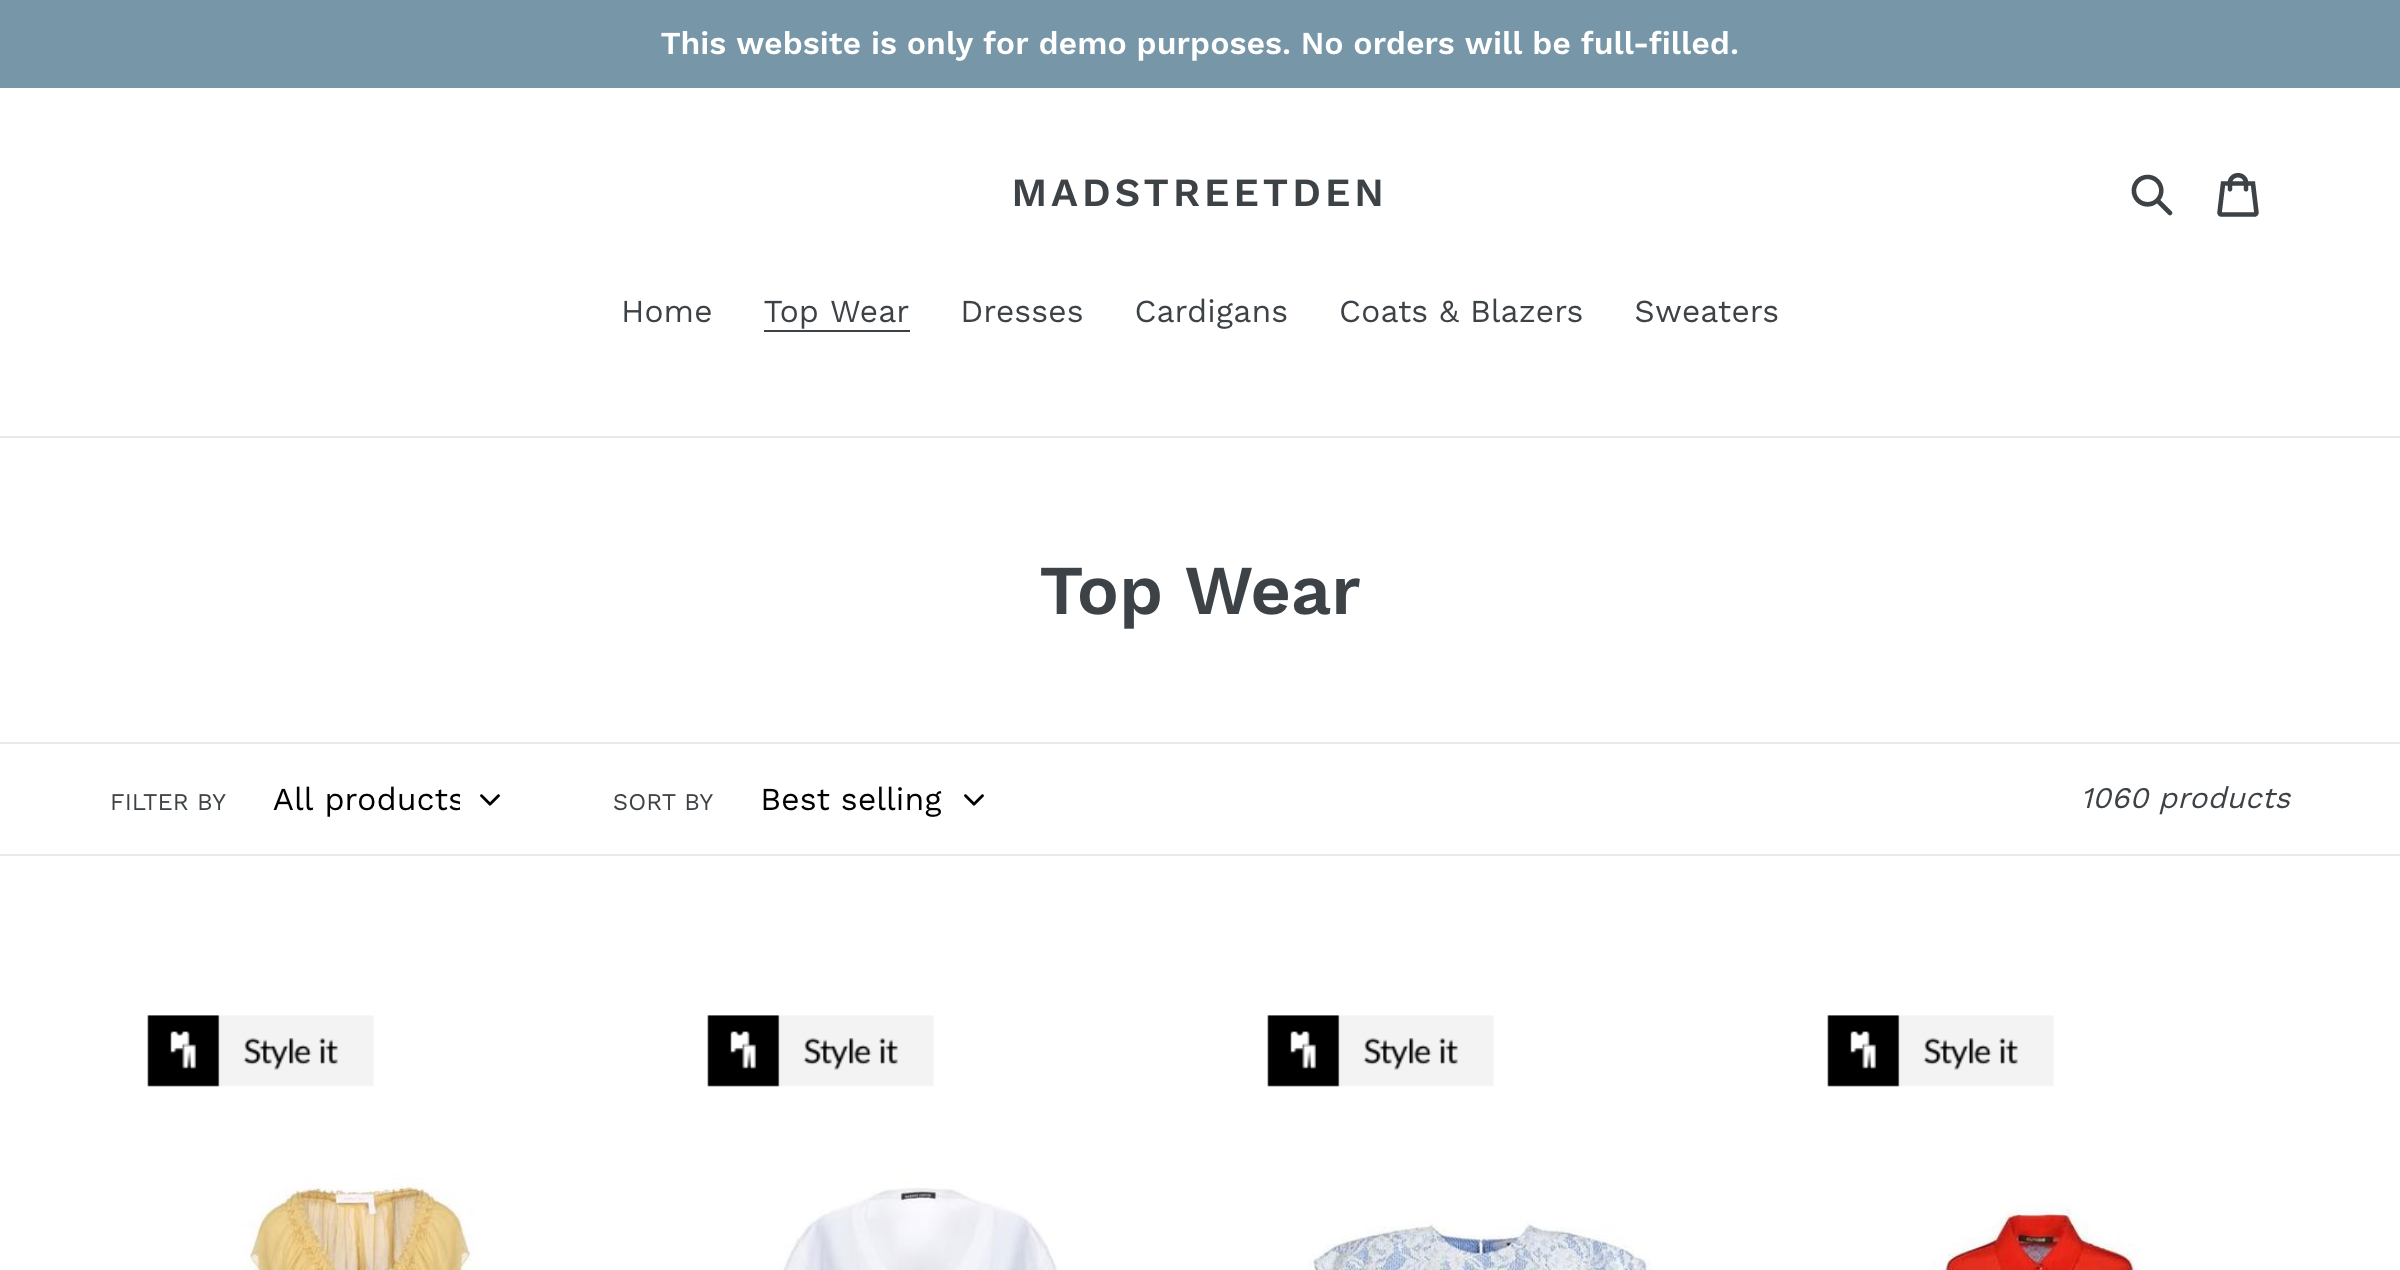 This website is only for demo purposes. No orders will be full-filled.
MADSTREETDEN
Home Top Wear Dresses Cardigans Coats & Blazers Sweaters
Top Wear
FILTER BY All products SORT BY Best selling 1060 products
Style it Style it Style it Style it